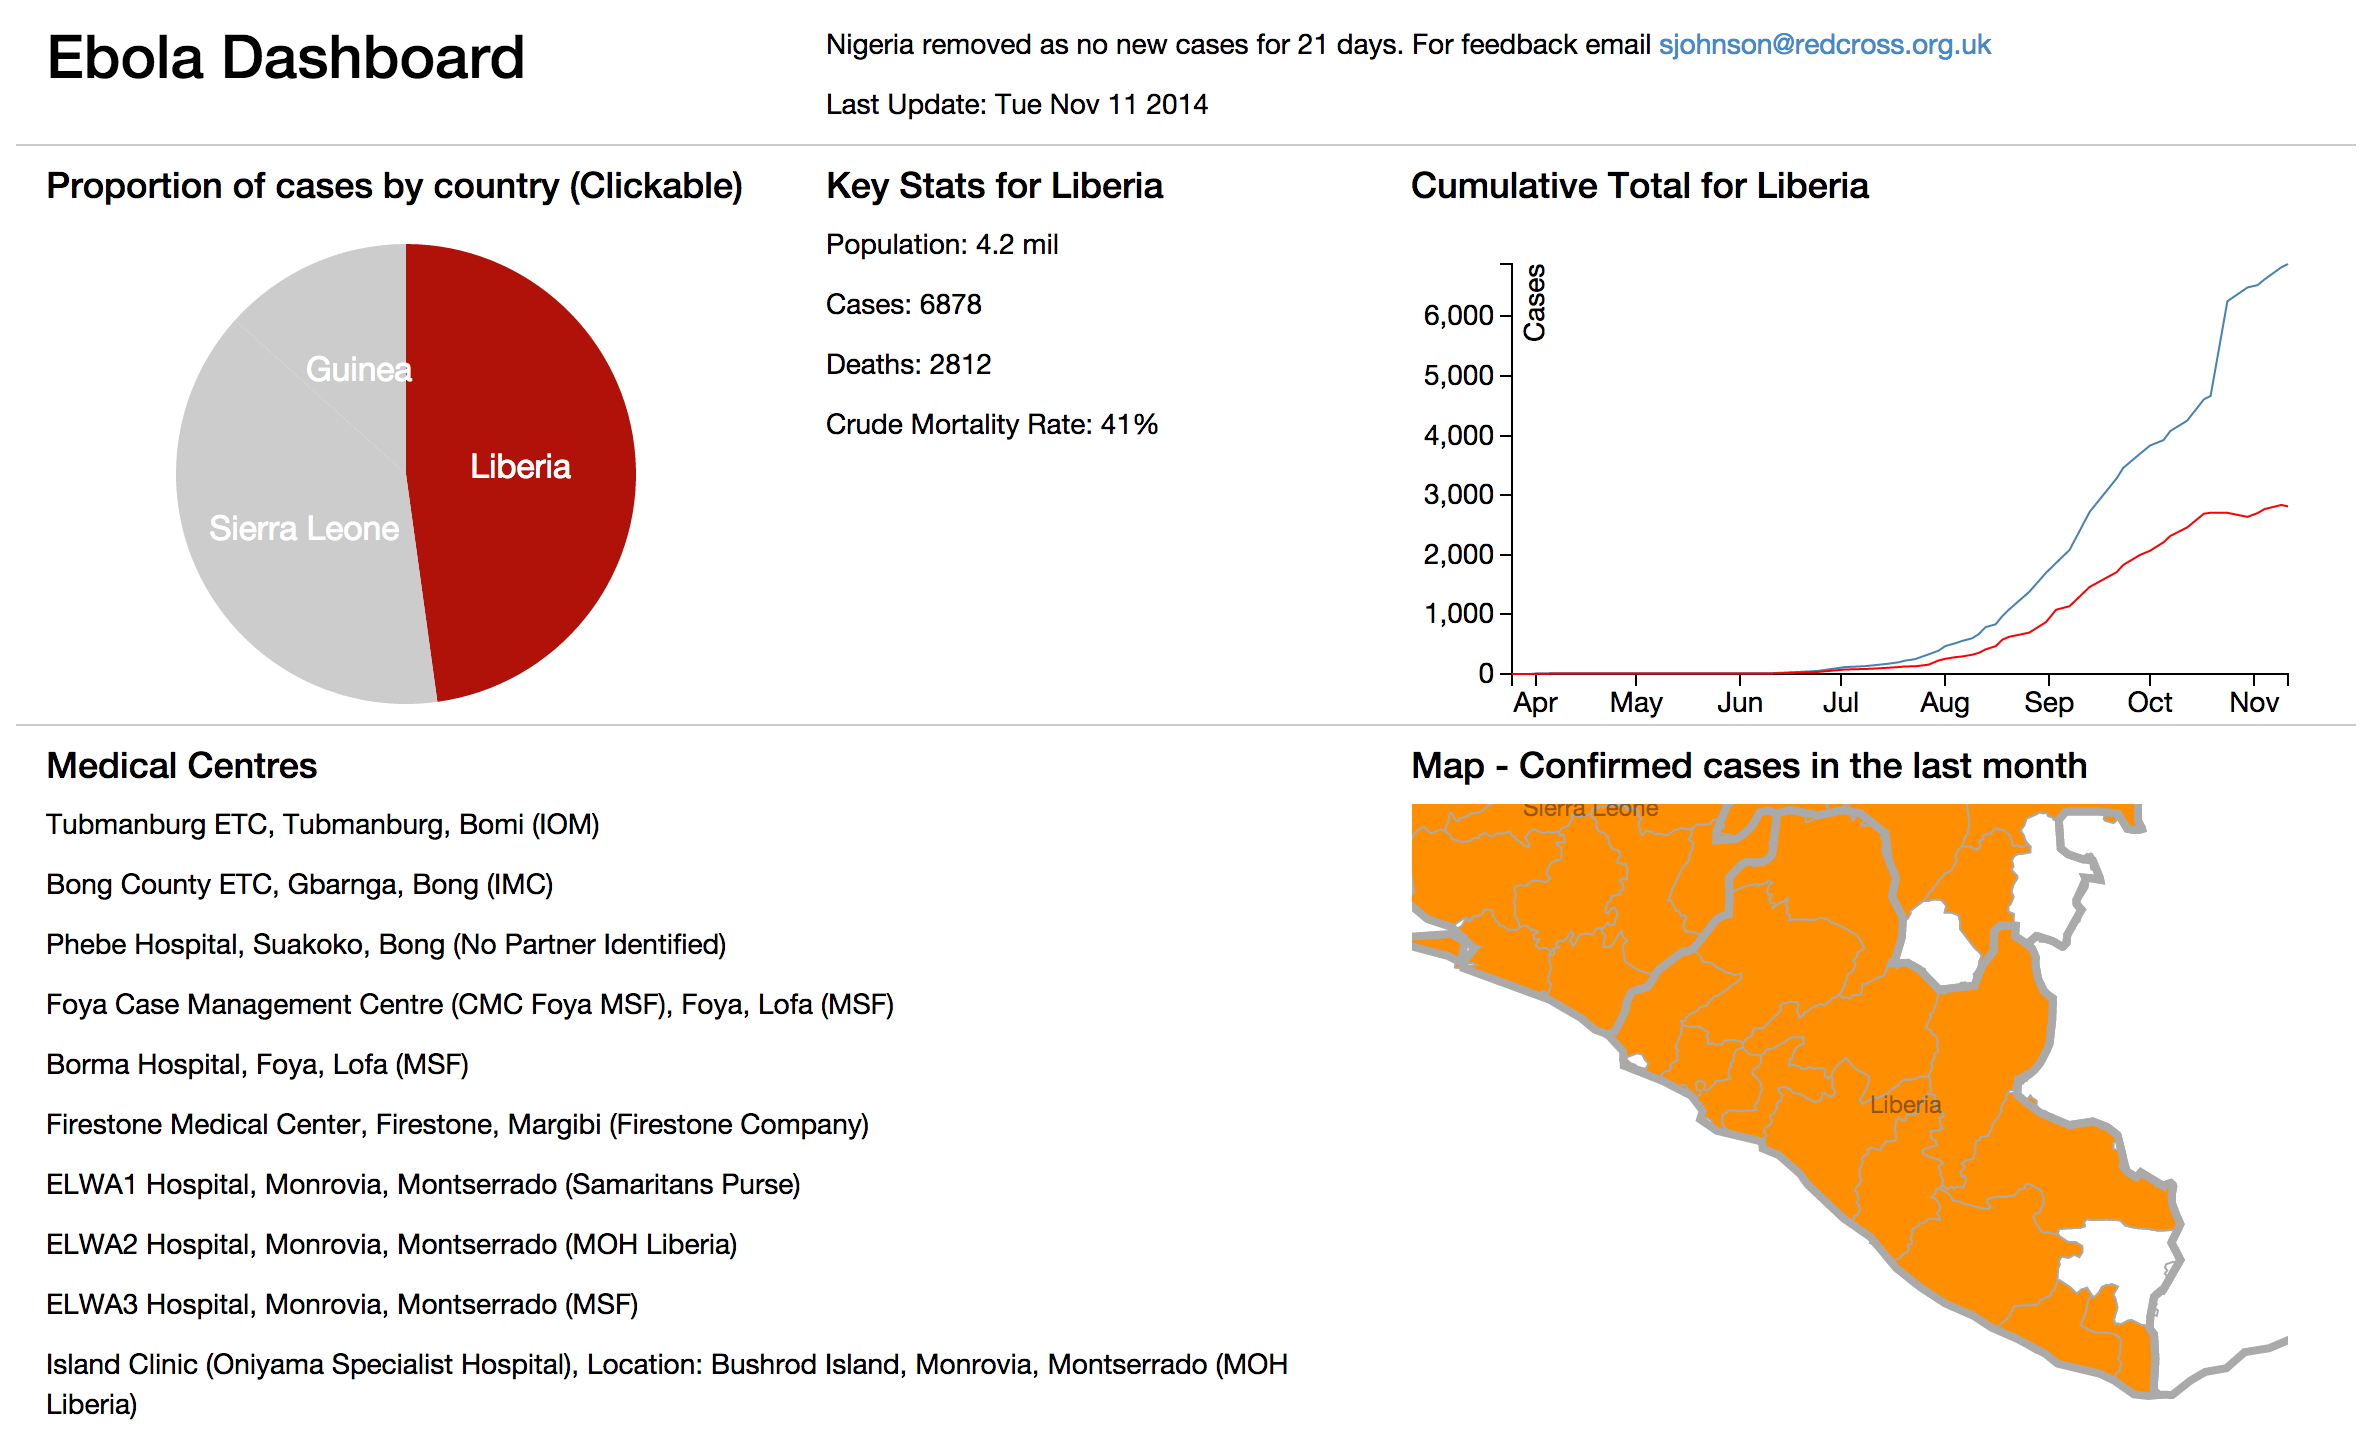 Ebola Dashboard
Nigeria removed as no new cases for 21 days. For feedback email sjohnson@redcross.org.uk
Last Update: Tue Nov 11 2014
Proportion of cases by country (Clickable)
Guinea
Liberia
Sierra Leone
Key Stats for Liberia
Population: 4.2 mil
Cases: 6878
Deaths: 2812
Crude Mortality Rate: 41%
Cumulative Total for Liberia
Cases
6,000
5,000
4,000
3,000
2,000
1,000
0
Apr May Jun Jul Aug Sep Oct Nov
Medical Centres
Tubmanburg ETC, Tubmanburg, Bomi (IOM)
Bong County ETC, Gbarnga, Bong (IMC)
Phebe Hospital, Suakoko, Bong (No Partner Identified)
Foya Case Management Centre (CMC Foya MSF), Foya, Lofa (MSF)
Borma Hospital, Foya, Lofa (MSF)
Firestone Medical Center, Firestone, Margibi (Firestone Company)
ELWA1 Hospital, Monrovia, Montserrado (Samaritans Purse)
ELWA2 Hospital, Monrovia, Montserrado (MOH Liberia)
ELWA3 Hospital, Monrovia, Montserrado (MSF)
Island Clinic (Oniyama Specialist Hospital), Location: Bushrod Island, Monrovia, Montserrado (MOH
Liberia)
Map - Confirmed cases in the last month
Sierra Leone
Liberia